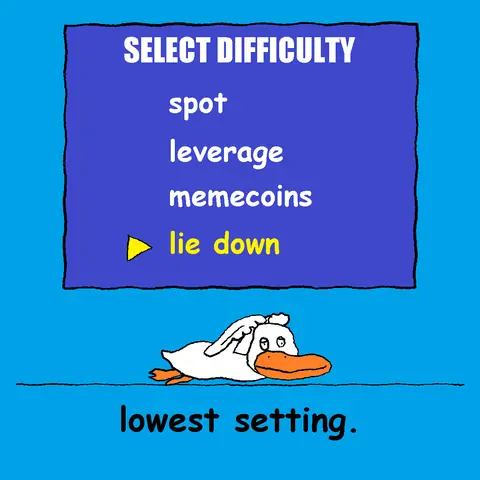 SELECT DIFFICULTY
spot
leverage
memecoins
lie down
lowest setting.